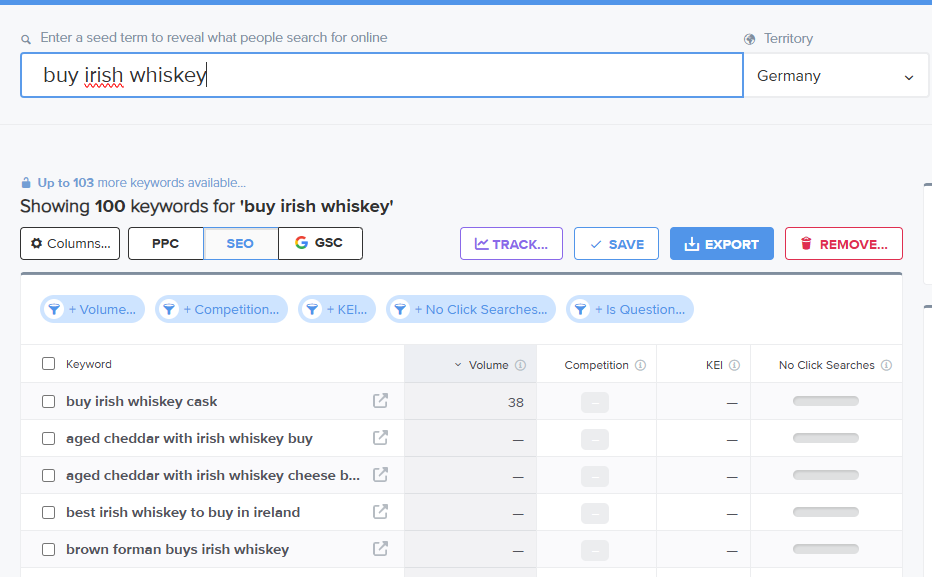 Enter a seed term to reveal what people search for online
Territory
buy irish whiskey
Germany
Up to 103 more keywords available...
Showing 100 keywords for 'buy irish whiskey'
Columns... PPC SEO GSC TRACK... SAVE EXPORT REMOVE...
+ Volume... + Competition... + KEI... + No Click Searches... + Is Question...
Keyword Volume Competition KEI No Click Searches
buy irish whiskey cask 38 – —
aged cheddar with irish whiskey buy — – —
aged cheddar with irish whiskey cheese b... — – —
best irish whiskey to buy in ireland — – —
brown forman buys irish whiskey — – —